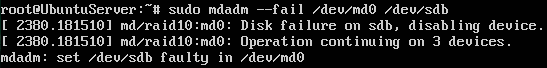 root@UbuntuServer:~# sudo mdadm --fail /dev/md0 /dev/sdb
[ 2380.181510] md/raid10:md0: Disk failure on sdb, disabling device.
[ 2380.181510] md/raid10:md0: Operation continuing on 3 devices.
mdadm: set /dev/sdb faulty in /dev/md0